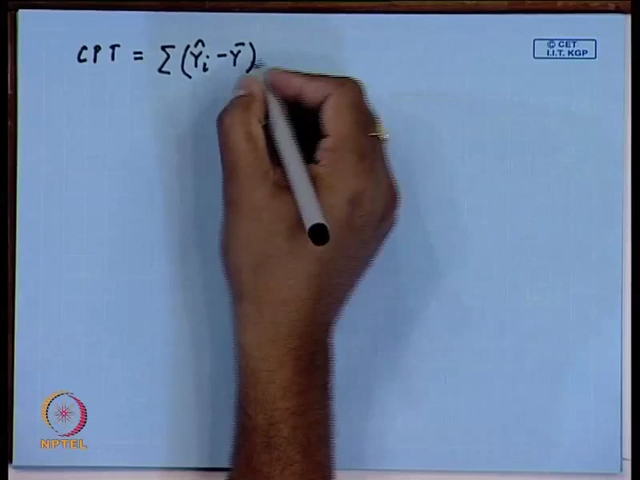 CPT = Σ(Ŷi - Ȳ)
© CET
I.I.T. KGP
NPTEL